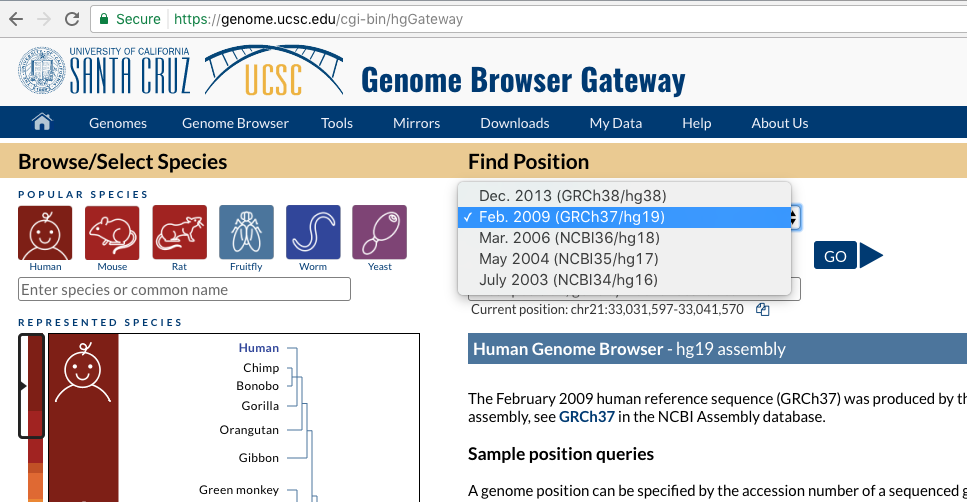 Secure https://genome.ucsc.edu/cgi-bin/hgGateway
UNIVERSITY OF CALIFORNIA
SANTA CRUZ
UCSC
Genome Browser Gateway
Genomes Genome Browser Tools Mirrors Downloads My Data Help About Us
Browse/Select Species
Find Position
POPULAR SPECIES
Human Mouse Rat Fruitfly Worm Yeast
Enter species or common name
REPRESENTED SPECIES
Human
Chimp
Bonobo
Gorilla
Orangutan
Gibbon
Green monkey
Dec. 2013 (GRCh38/hg38)
✓ Feb. 2009 (GRCh37/hg19)
Mar. 2006 (NCBI36/hg18)
May 2004 (NCBI35/hg17)
July 2003 (NCBI34/hg16)
GO
Current position: chr21:33,031,597-33,041,570
Human Genome Browser - hg19 assembly
The February 2009 human reference sequence (GRCh37) was produced by th
assembly, see GRCh37 in the NCBI Assembly database.
Sample position queries
A genome position can be specified by the accession number of a sequenced g